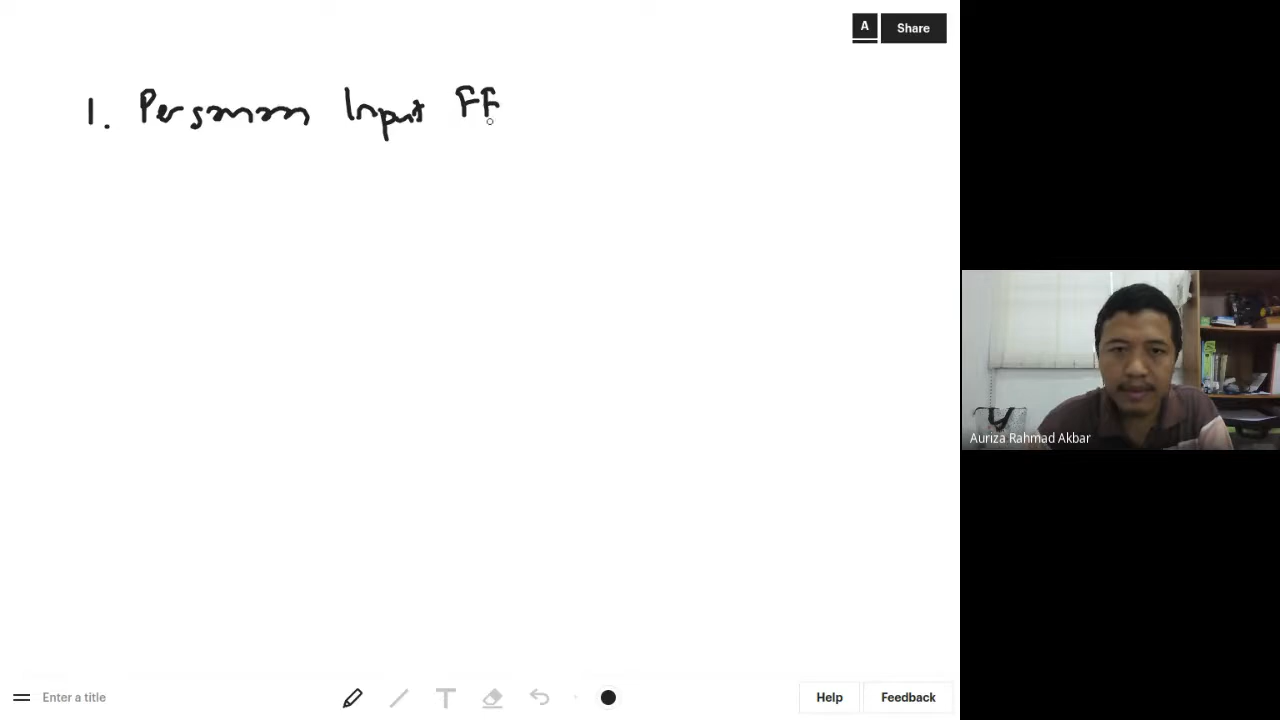 A Share
1. Persamaan Input FF
Auriza Rahmad Akbar
Enter a title
T
Help Feedback